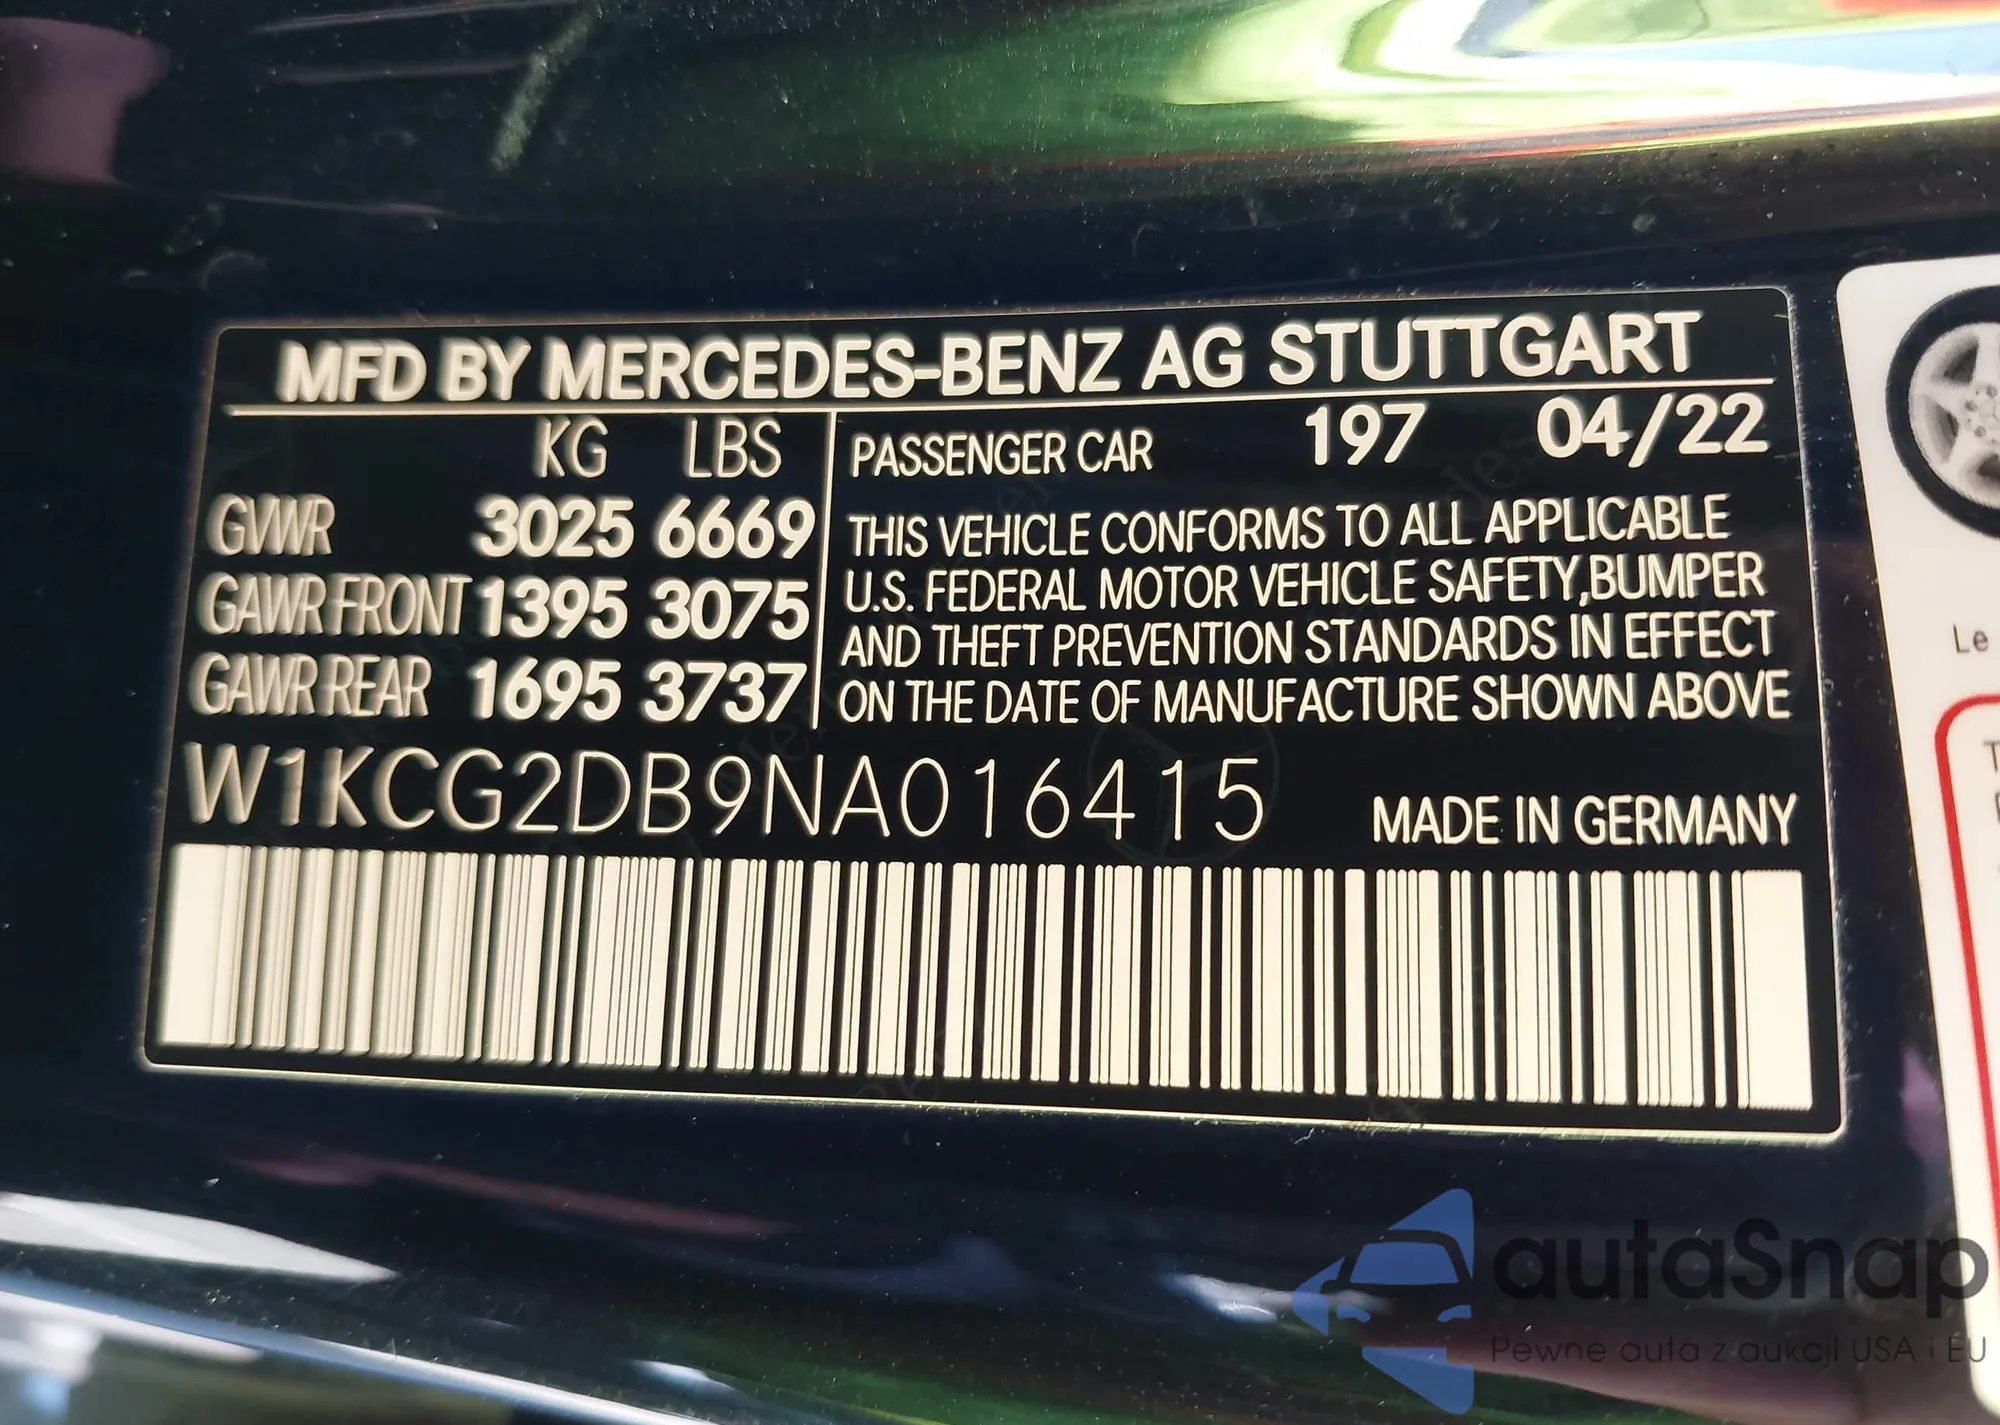 MFD BY MERCEDES-BENZ AG STUTTGART
KG LBS
GVWR 3025 6669
GAWR FRONT 1395 3075
GAWR REAR 1695 3737
PASSENGER CAR 197 04/22
THIS VEHICLE CONFORMS TO ALL APPLICABLE
U.S. FEDERAL MOTOR VEHICLE SAFETY,BUMPER
AND THEFT PREVENTION STANDARDS IN EFFECT
ON THE DATE OF MANUFACTURE SHOWN ABOVE
W1KCG2DB9NA016415
MADE IN GERMANY
Le
autaSnap
Pewne auta z aukcji USA i EU